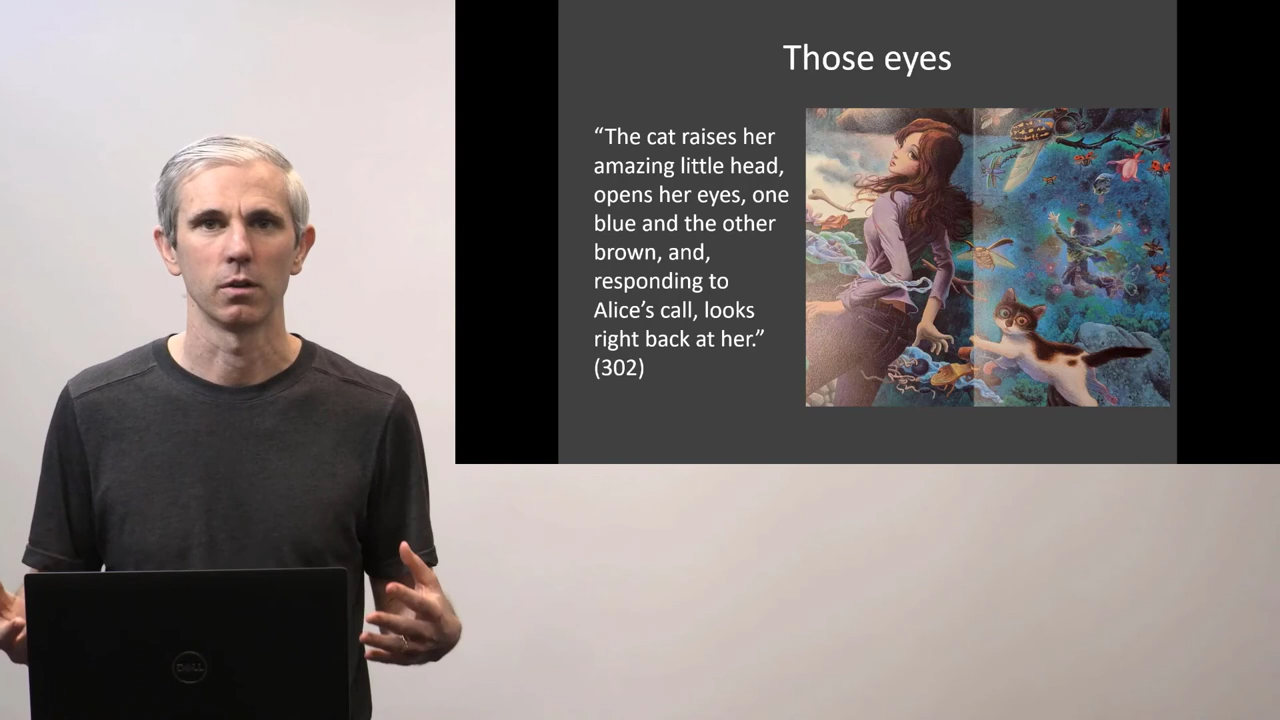 Those eyes
“The cat raises her
amazing little head,
opens her eyes, one
blue and the other
brown, and,
responding to
Alice’s call, looks
right back at her.”
(302)
DELL